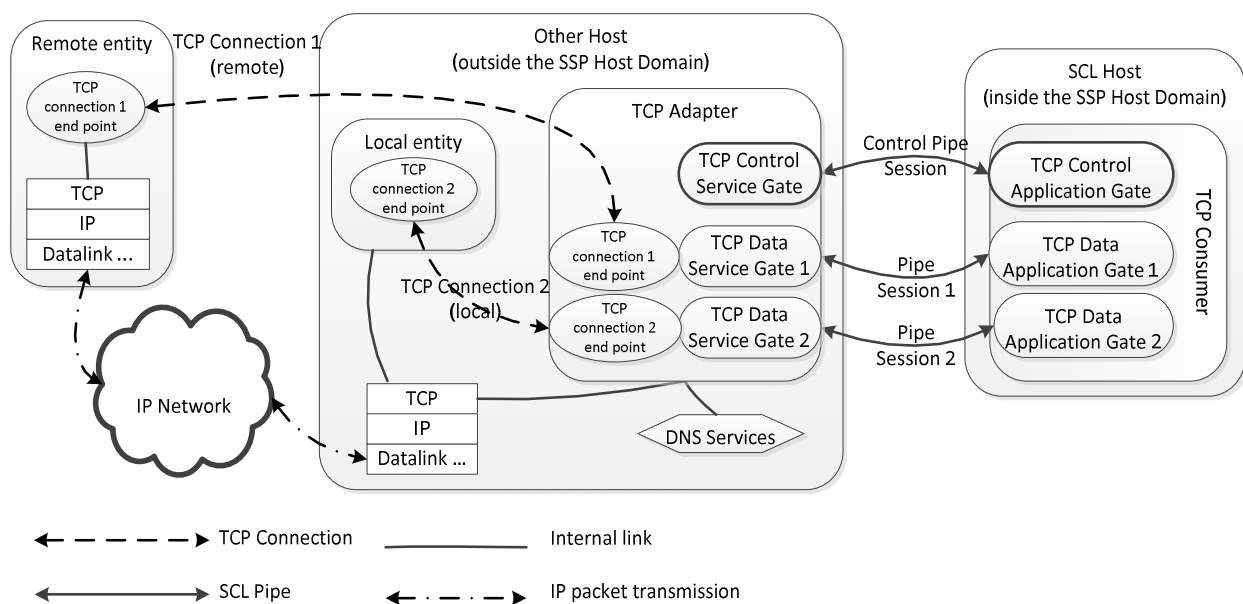 Remote entity
TCP
connection 1
end point
TCP
IP
Datalink ...
IP Network
TCP Connection 1
(remote)
Other Host
(outside the SSP Host Domain)
Local entity
TCP
connection 2
end point
TCP Connection 2
(local)
TCP
IP
Datalink ...
TCP Adapter
TCP Control
Service Gate
TCP
connection 1
end point
TCP Data
Service Gate 1
TCP
connection 2
end point
TCP Data
Service Gate 2
DNS Services
Control Pipe
Session
Pipe
Session 1
Pipe
Session 2
SCL Host
(inside the SSP Host Domain)
TCP Control
Application Gate
TCP Data
Application Gate 1
TCP Data
Application Gate 2
TCP Consumer
TCP Connection
Internal link
SCL Pipe
IP packet transmission